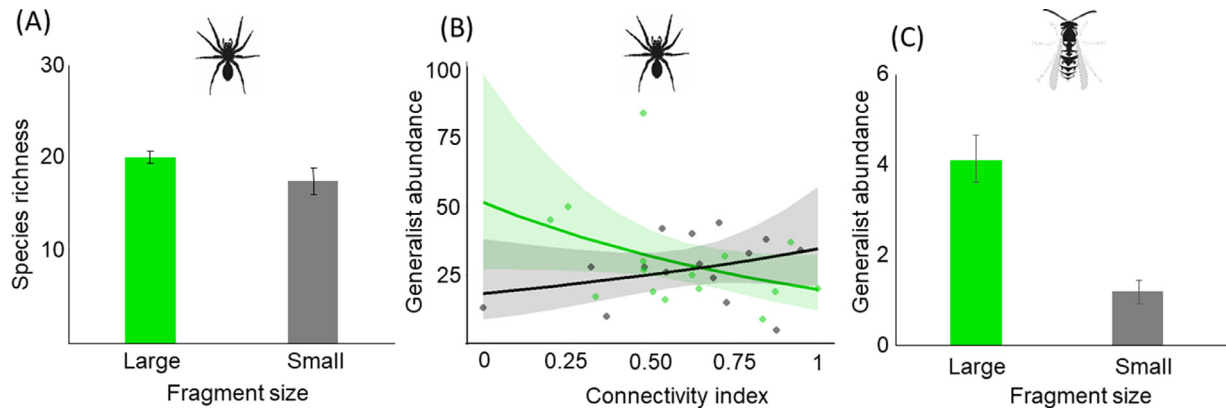 (A)
Species richness
30
20
10
Large Small
Fragment size
(B)
Generalist abundance
100
75
50
25
0 0.25 0.50 0.75 1
Connectivity index
(C)
Generalist abundance
6
4
2
0
Large Small
Fragment size